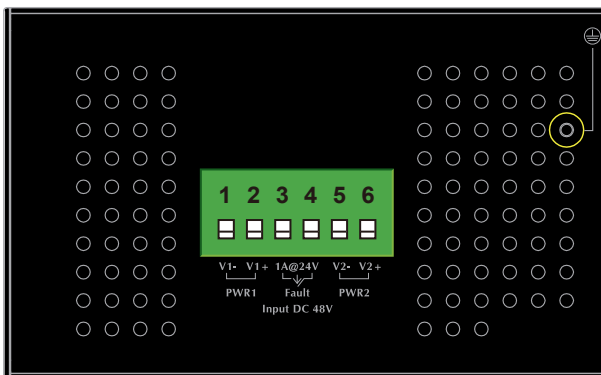 1 2 3 4 5 6
V1- V1+ 1A@24V V2- V2+
PWR1 Fault PWR2
Input DC 48V